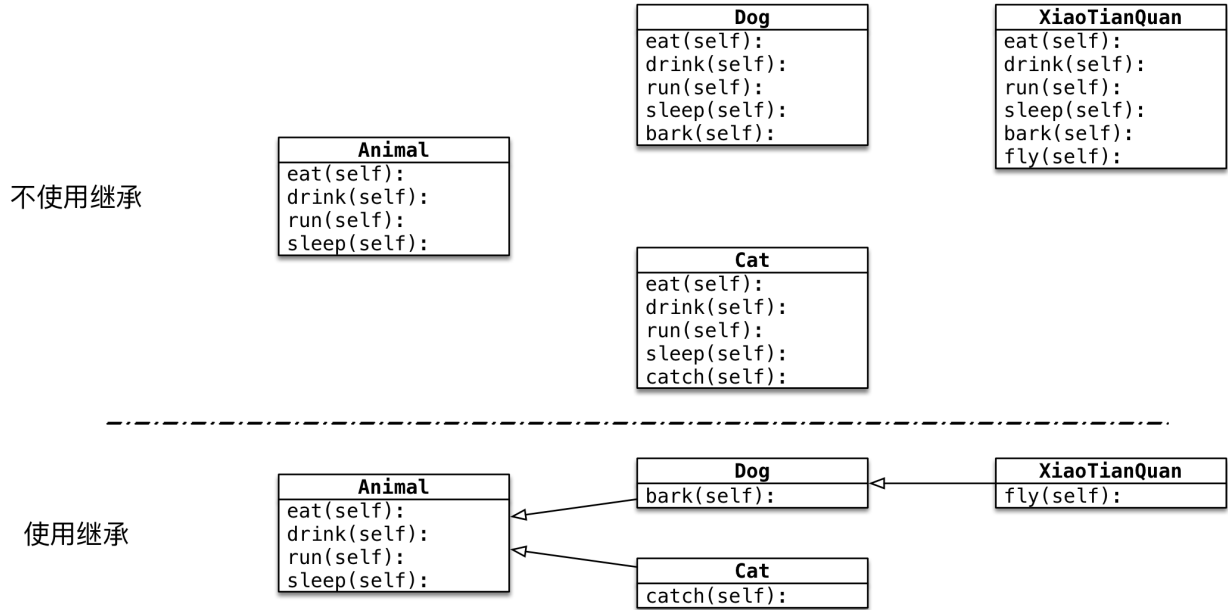 不使用继承
Animal
eat(self):
drink(self):
run(self):
sleep(self):
Dog
eat(self):
drink(self):
run(self):
sleep(self):
bark(self):
XiaoTianQuan
eat(self):
drink(self):
run(self):
sleep(self):
bark(self):
fly(self):
Cat
eat(self):
drink(self):
run(self):
sleep(self):
catch(self):
使用继承
Animal
eat(self):
drink(self):
run(self):
sleep(self):
Dog
bark(self):
XiaoTianQuan
fly(self):
Cat
catch(self):